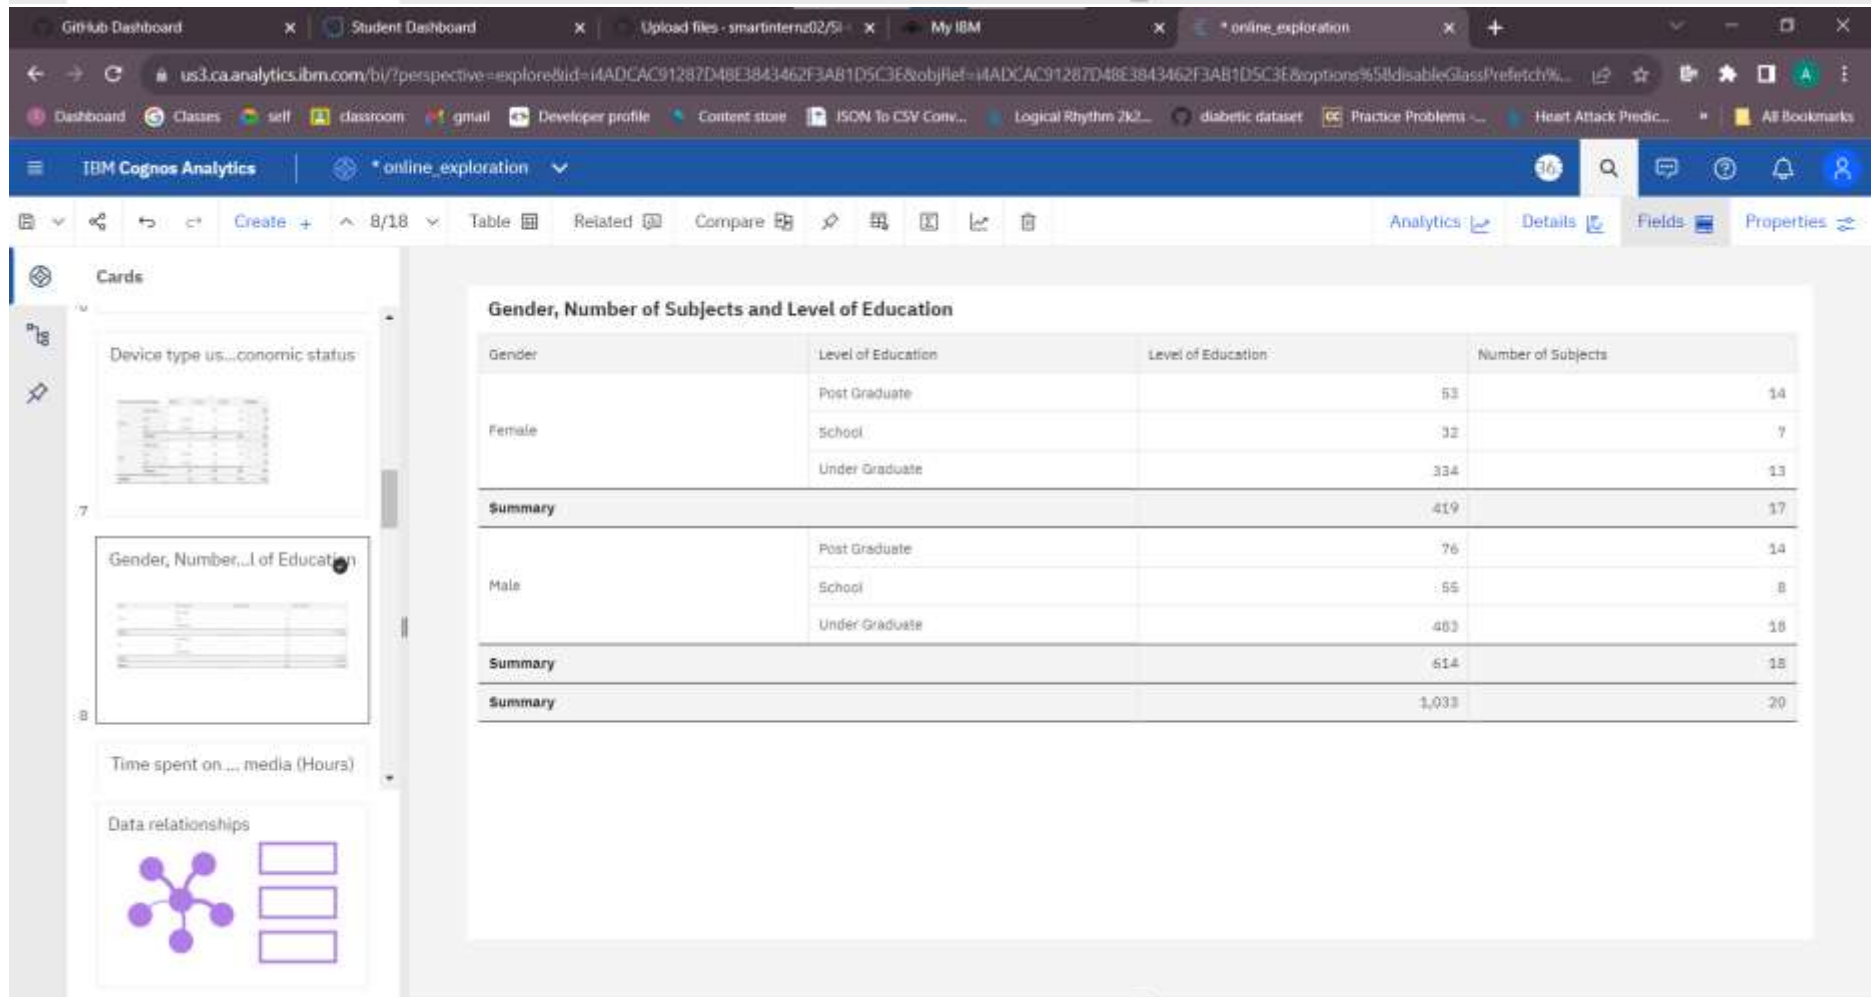 GitHub Dashboard Student Dashboard Upload files - smartinternz02/SI- My IBM * online_exploration
us3.ca.analytics.ibm.com/bi/?perspective=explore&id=i4ADCAC91287D48E3843462F3AB1D5C3E&objRef=i4ADCAC91287D48E3843462F3AB1D5C3E&options%5BdisableGlassPrefetch%... A
Dashboard Classes self classroom gmail Developer profile Content store JSON To CSV Conv... Logical Rhythm 2k2... diabetic dataset Practice Problems -... Heart Attack Predic... » All Bookmarks
IBM Cognos Analytics * online_exploration
Create + 8/18 Table Related Compare Analytics Details Fields Properties
Cards
Device type us...conomic status
7
Gender, Number...l of Education
8
Time spent on ... media (Hours)
Data relationships
Gender, Number of Subjects and Level of Education
Gender Level of Education Level of Education Number of Subjects
Female
Post Graduate 53 14
School 32 7
Under Graduate 334 13
Summary 419 17
Male
Post Graduate 76 14
School 55 8
Under Graduate 483 18
Summary 614 18
Summary 1,033 20